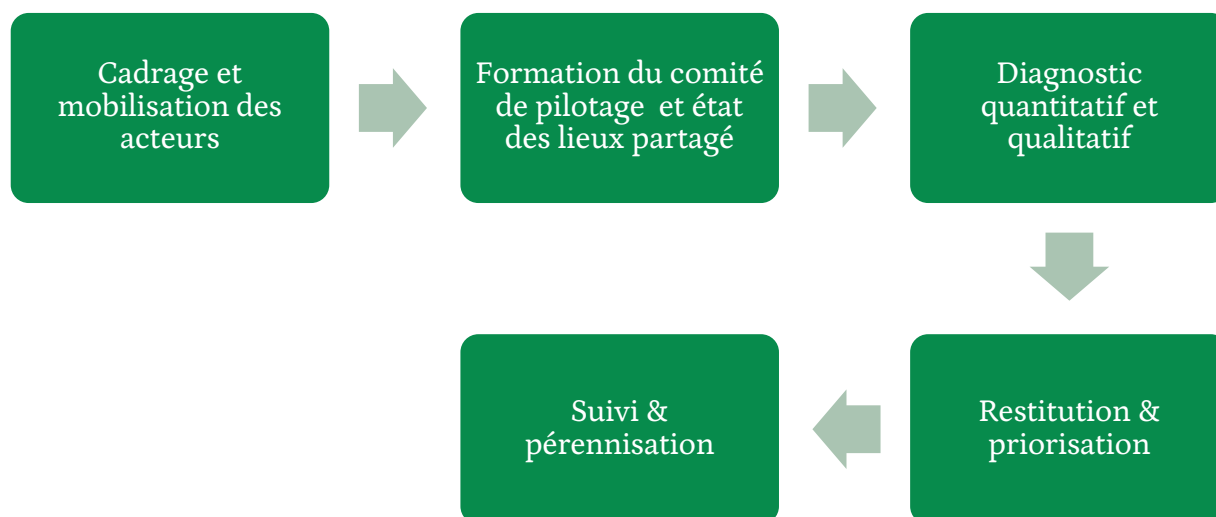 Cadrage et
mobilisation des
acteurs
Formation du comité
de pilotage et état
des lieux partagé
Diagnostic
quantitatif et
qualitatif
Restitution &
priorisation
Suivi &
pérennisation